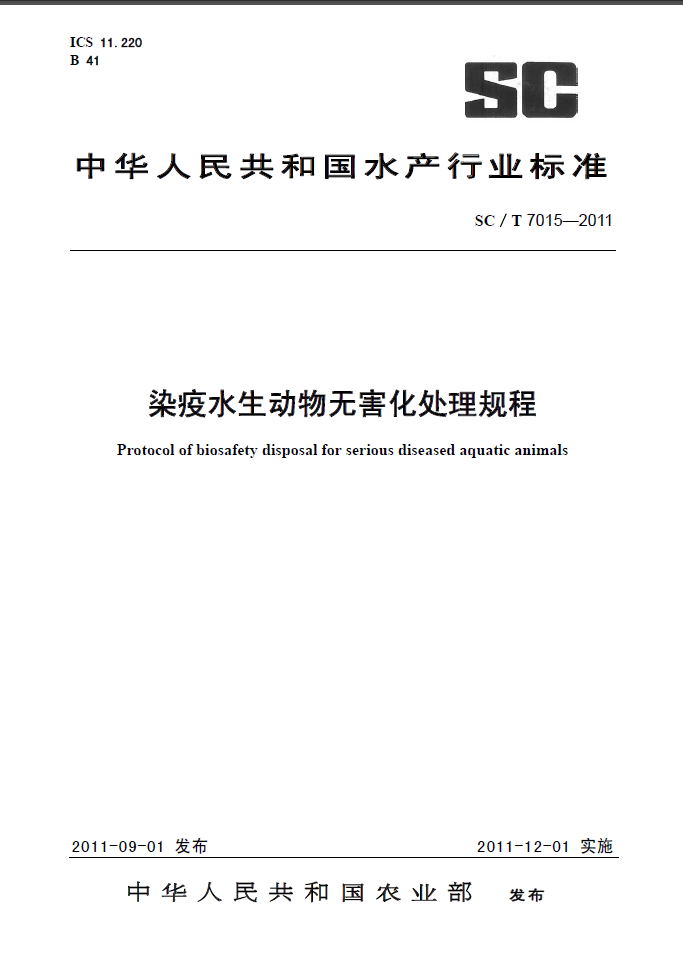 ICS 11.220
B 41
SC
中华人民共和国水产行业标准
SC/T 7015—2011
染疫水生动物无害化处理规程
Protocol of biosafety disposal for serious diseased aquatic animals
2011-09-01 发布
2011-12-01 实施
中华人民共和国农业部 发布